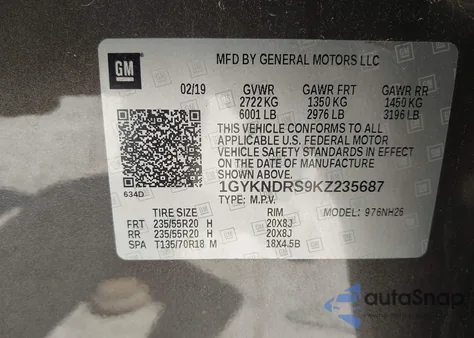 GM
MFD BY GENERAL MOTORS LLC
02/19 GVWR GAWR FRT GAWR RR
2722 KG 1350 KG 1450 KG
6001 LB 2976 LB 3196 LB
THIS VEHICLE CONFORMS TO ALL
APPLICABLE U.S. FEDERAL MOTOR
VEHICLE SAFETY STANDARDS IN EFFECT
ON THE DATE OF MANUFACTURE
SHOWN ABOVE.
1GYKNDRS9KZ235687
TYPE: M.P.V. MODEL: 976NH26
634D
TIRE SIZE RIM
FRT 235/55R20 H 20X8J
RR 235/55R20 H 20X8J
SPA T135/70R18 M 18X4.5B
autoSnap